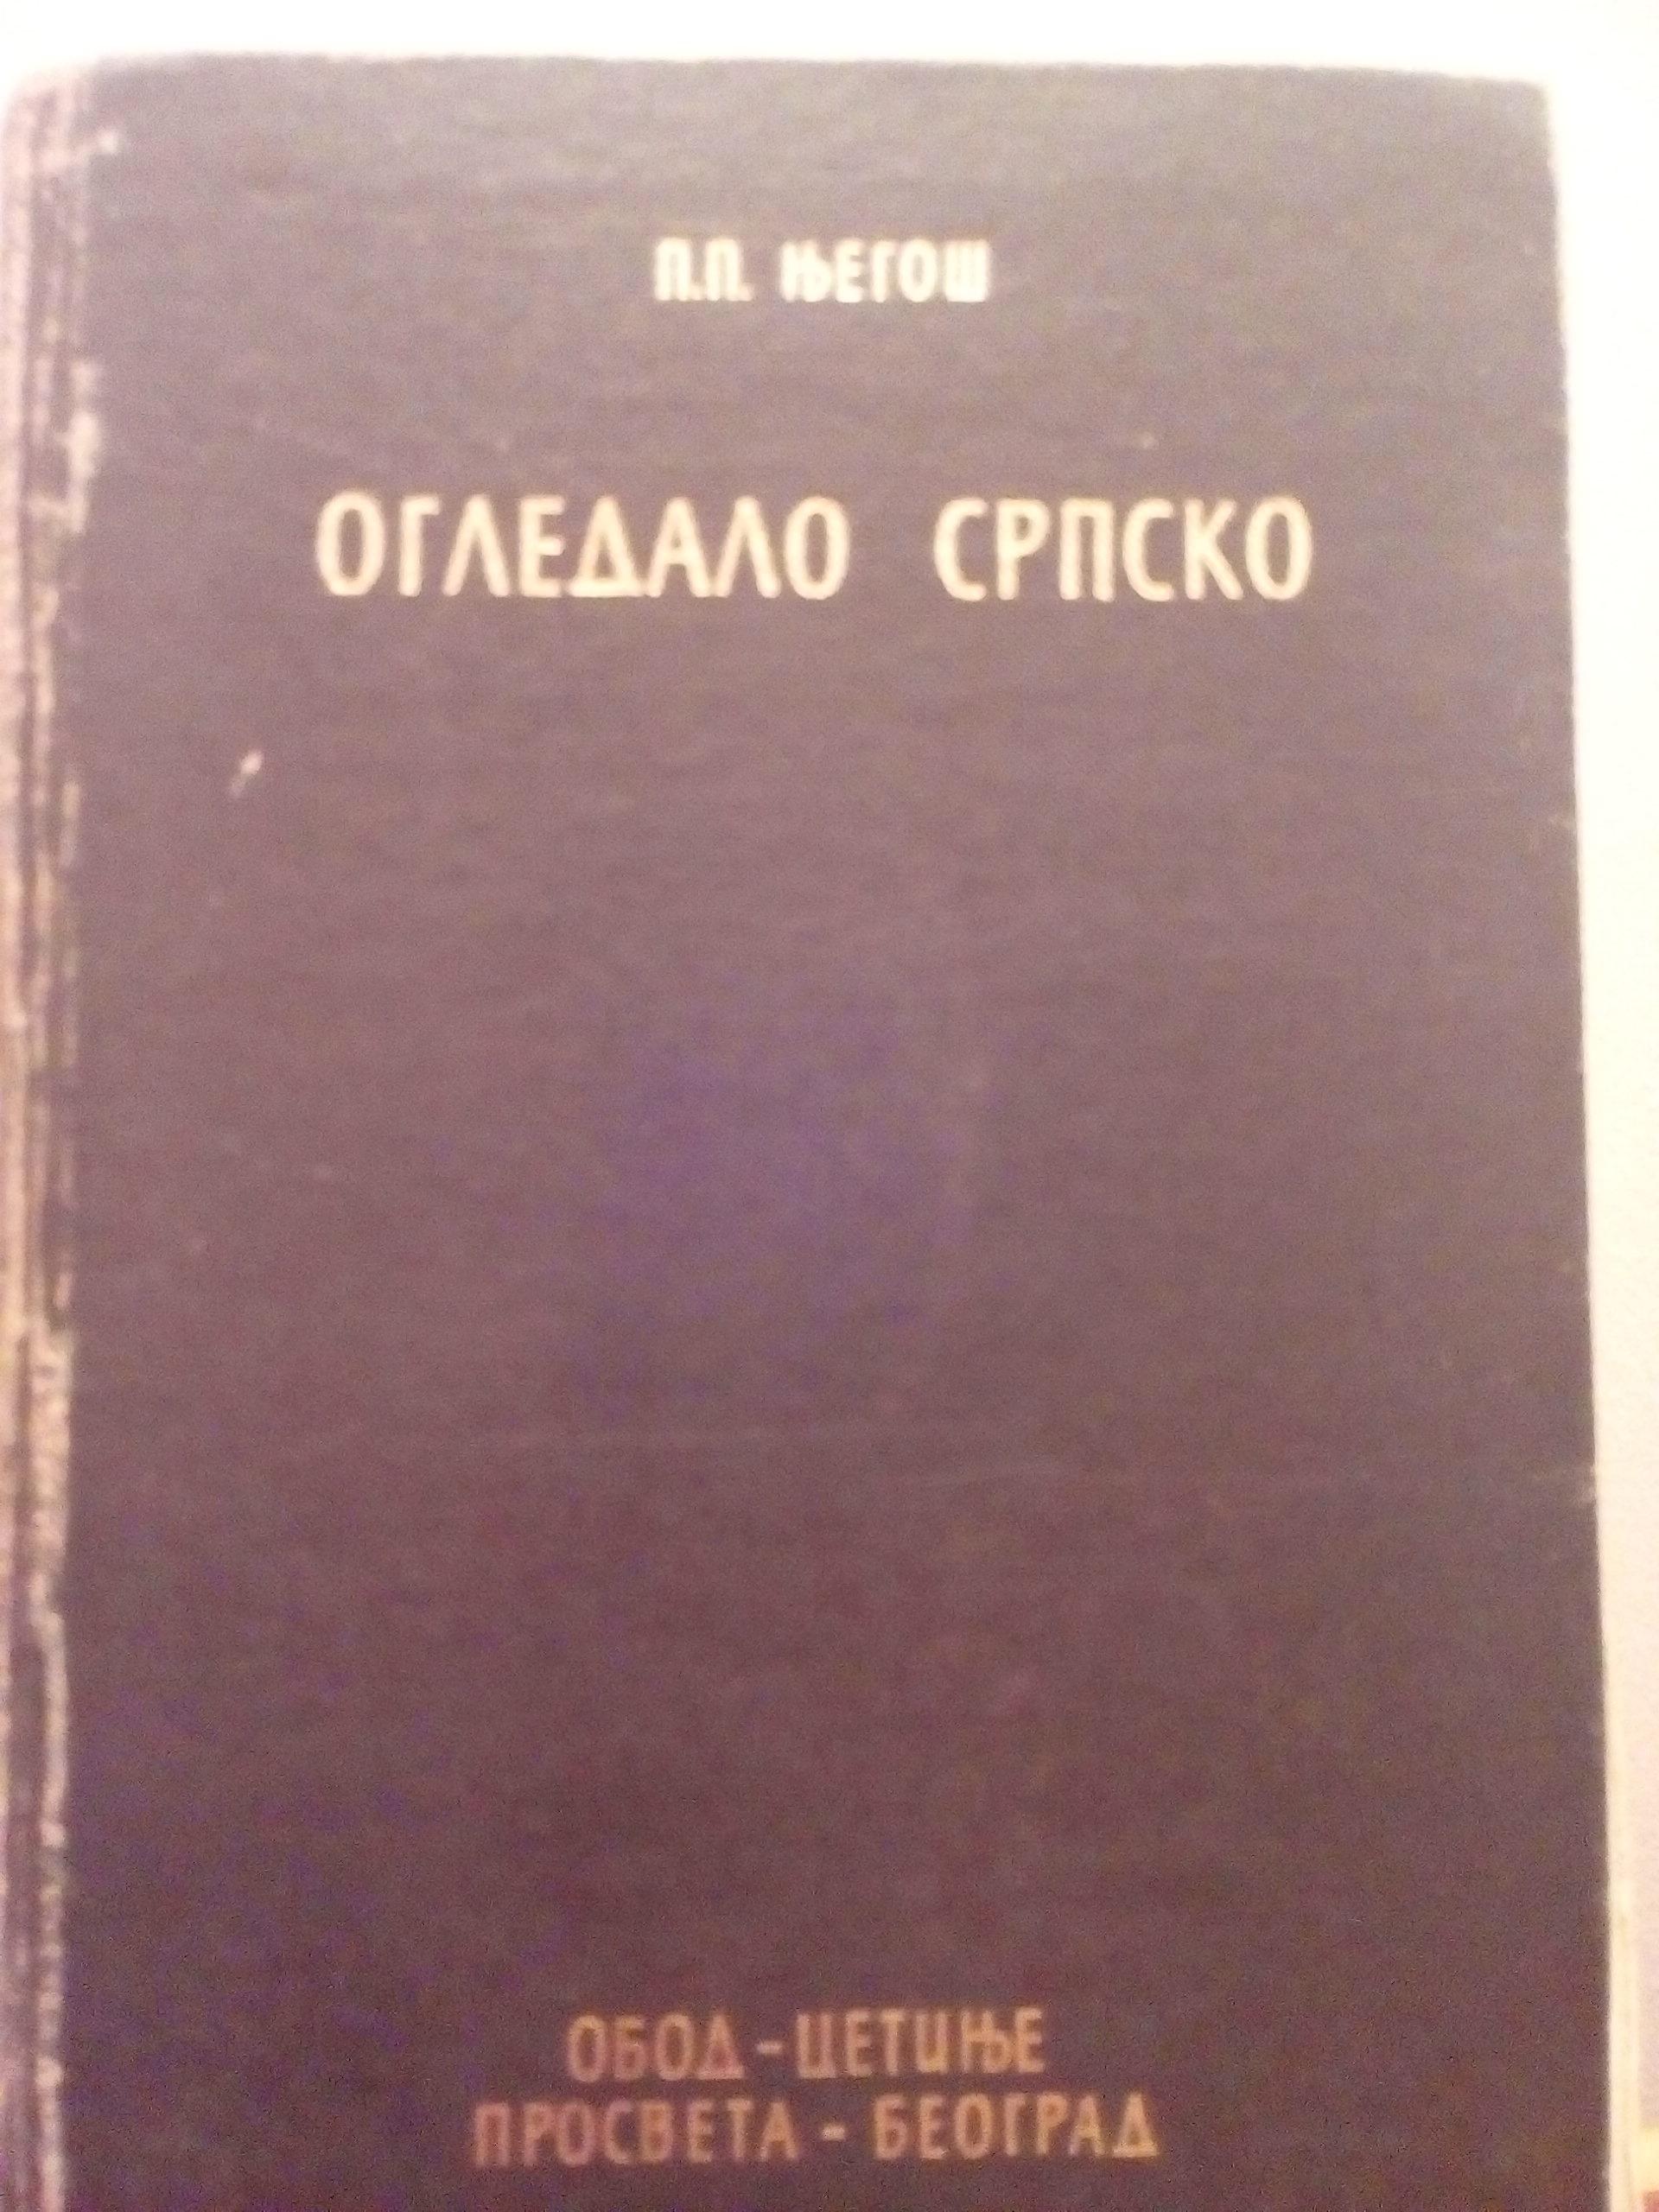 П.П. ЊЕГОШ
ОГЛЕДАЛО СРПСКО
ОБОД - ЦЕТИЊЕ
ПРОСВЕТА - БЕОГРАД